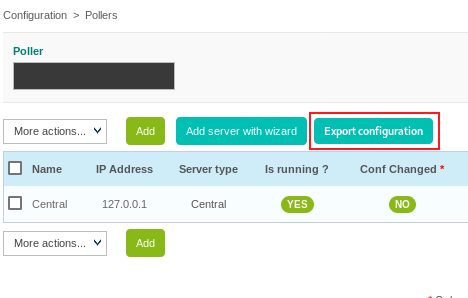 Configuration > Pollers
Poller
More actions... Add Add server with wizard Export configuration
Name IP Address Server type Is running ? Conf Changed *
Central 127.0.0.1 Central YES NO
More actions... Add